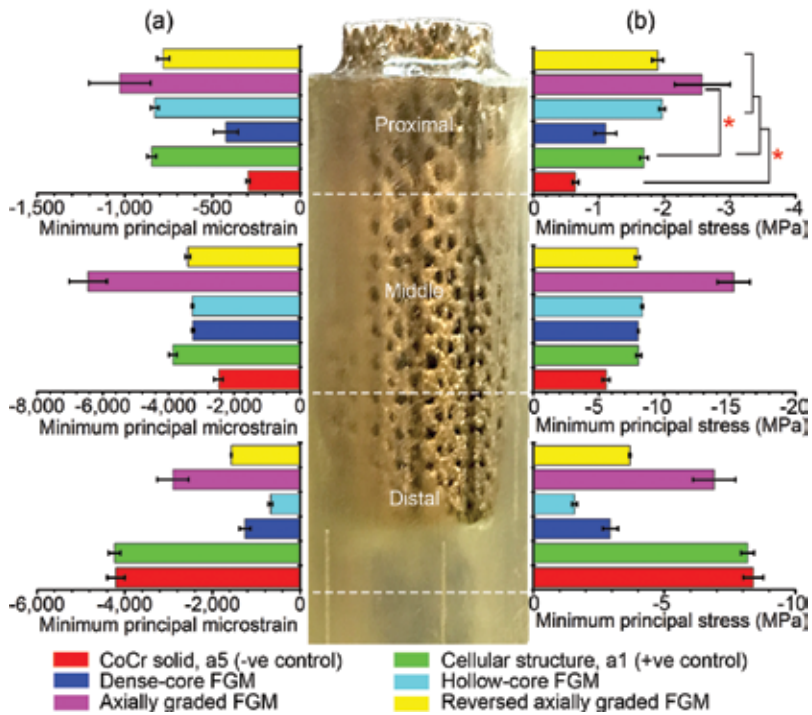 (a)
(b)
Proximal
*
*
-1,500 -1,000 -500 0
Minimum principal microstrain
0 -1 -2 -3 -4
Minimum principal stress (MPa)
Middle
-8,000 -6,000 -4,000 -2,000 0
Minimum principal microstrain
0 -5 -10 -15 -20
Minimum principal stress (MPa)
Distal
-6,000 -4,000 -2,000 0
Minimum principal microstrain
0 -5 -10
Minimum principal stress (MPa)
CoCr solid, a5 (-ve control)
Cellular structure, a1 (+ve control)
Dense-core FGM
Hollow-core FGM
Axially graded FGM
Reversed axially graded FGM